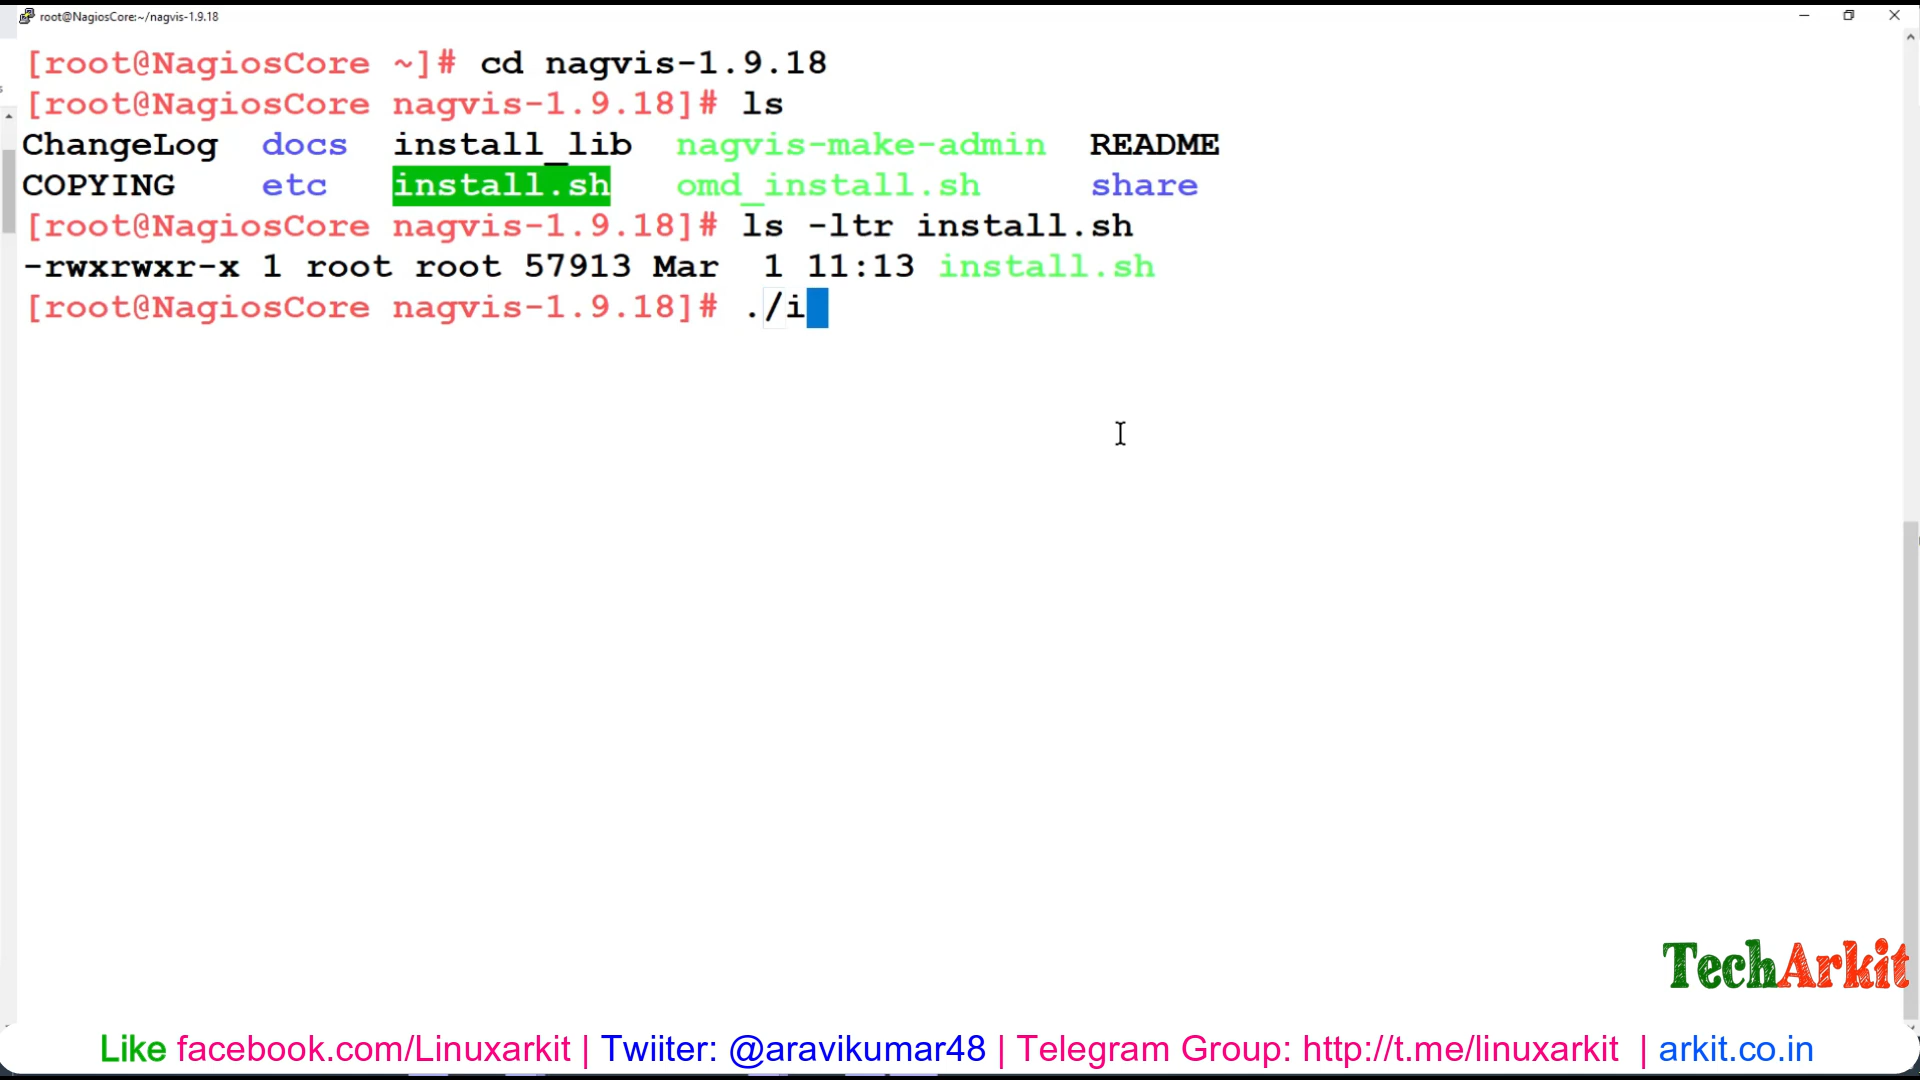 root@NagiosCore:~/nagvis-1.9.18
[root@NagiosCore ~]# cd nagvis-1.9.18
[root@NagiosCore nagvis-1.9.18]# ls
ChangeLog docs install_lib nagvis-make-admin README
COPYING etc install.sh omd_install.sh share
[root@NagiosCore nagvis-1.9.18]# ls -ltr install.sh
-rwxrwxr-x 1 root root 57913 Mar 1 11:13 install.sh
[root@NagiosCore nagvis-1.9.18]# ./i
TechArkit
Like facebook.com/Linuxarkit | Twiiter: @aravikumar48 | Telegram Group: http://t.me/linuxarkit | arkit.co.in